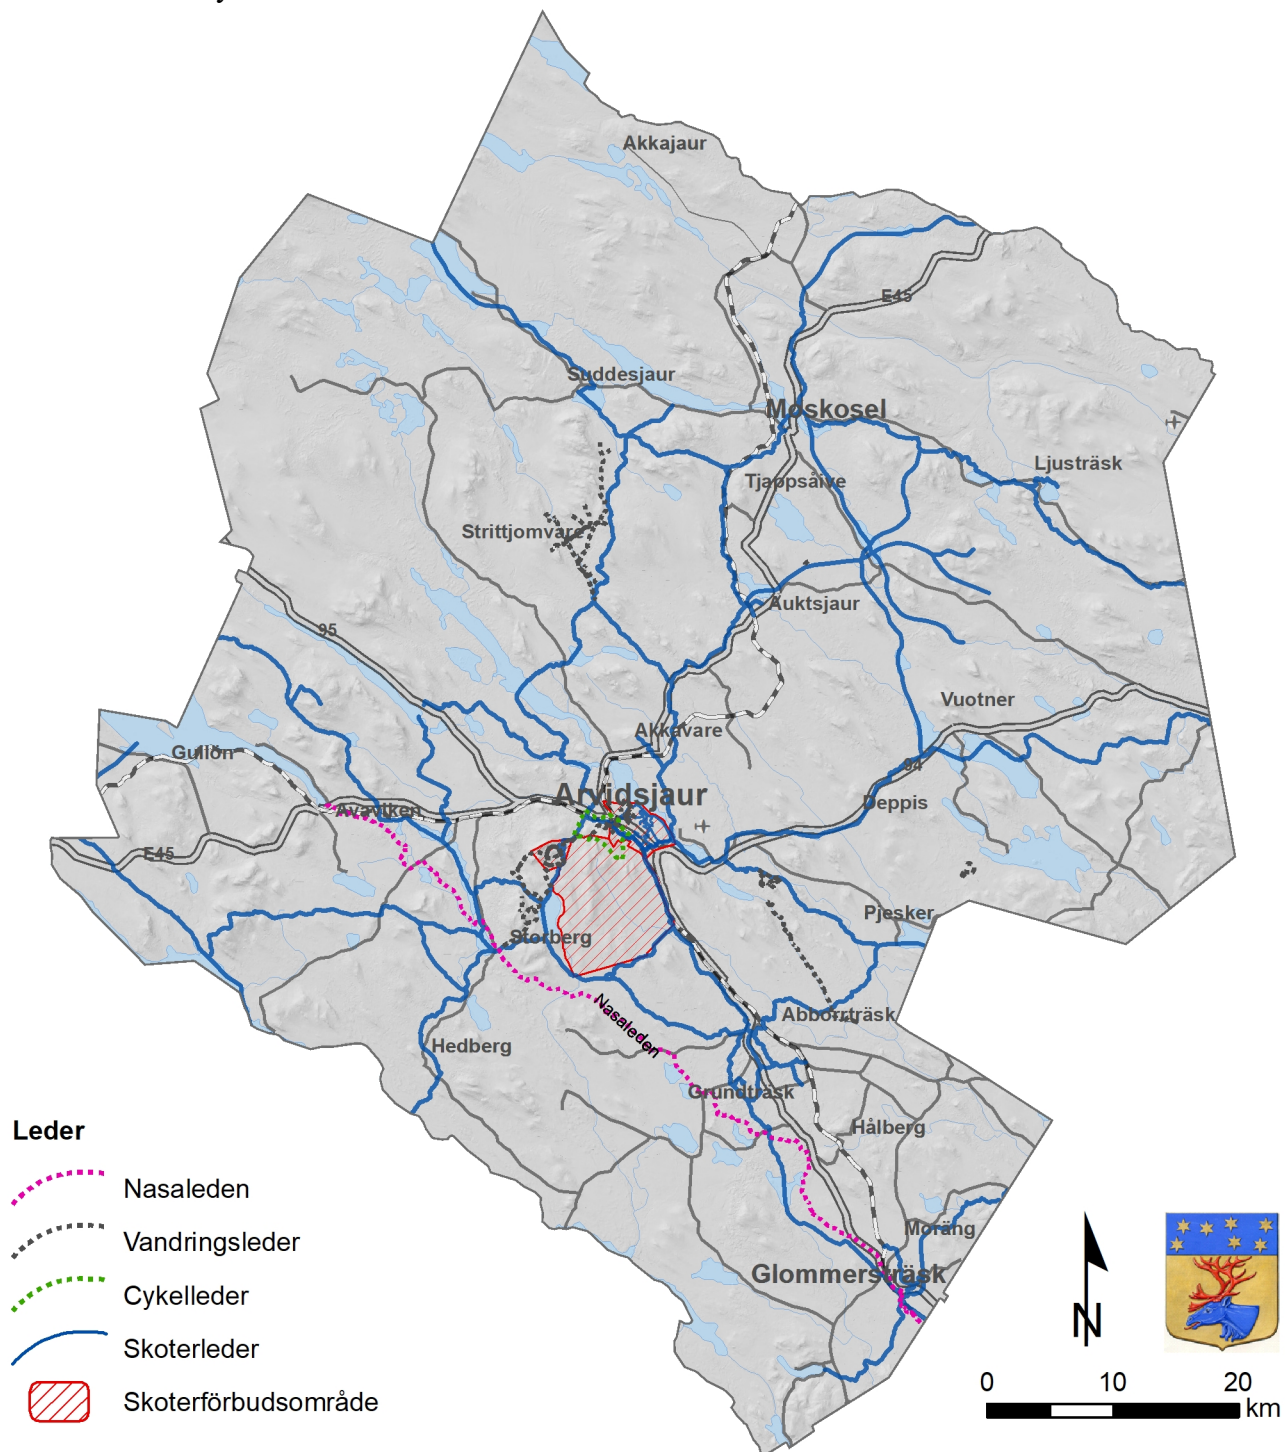 Akkajaur
E45
Suddesjaur
Moskosel
Ljusträsk
Tjappsåive
Strittjomvare
Auktsjaur
95
Vuotner
Akkavare
Gullön
94
Arvidsjaur
Deppis
Avaviken
E45
Pjesker
Storberg
Nasaleden
Abborrträsk
Hedberg
Grundträsk
Hålberg
Moräng
Glommersträsk
Leder
Nasaleden
Vandringsleder
Cykelleder
Skoterleder
Skoterförbudsområde
N
0 10 20
km